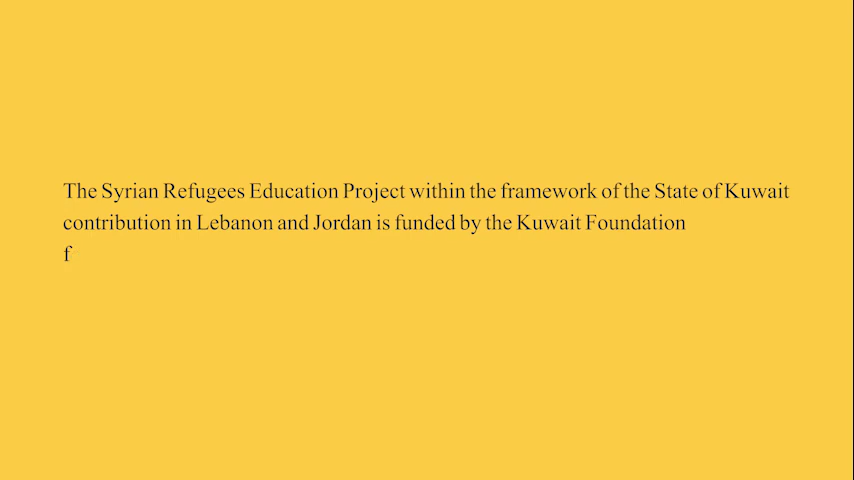 The Syrian Refugees Education Project within the framework of the State of Kuwait
contribution in Lebanon and Jordan is funded by the Kuwait Foundation
f